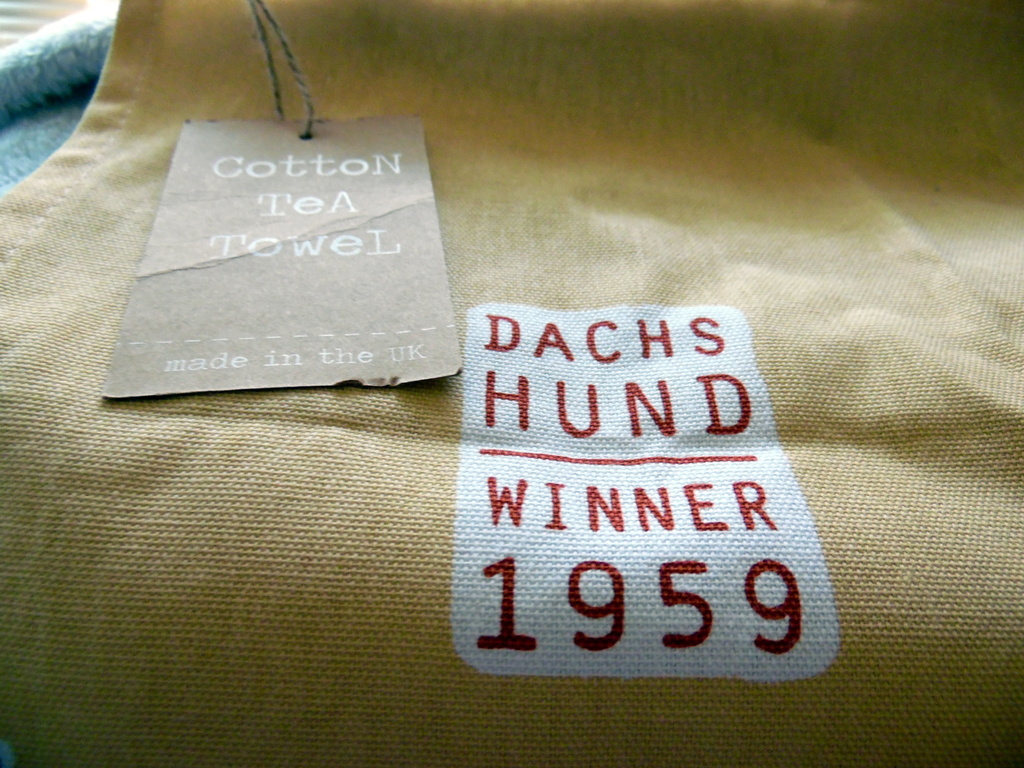 CottoN
TeA
ToweL
made in the UK
DACHS
HUND
WINNER
1959